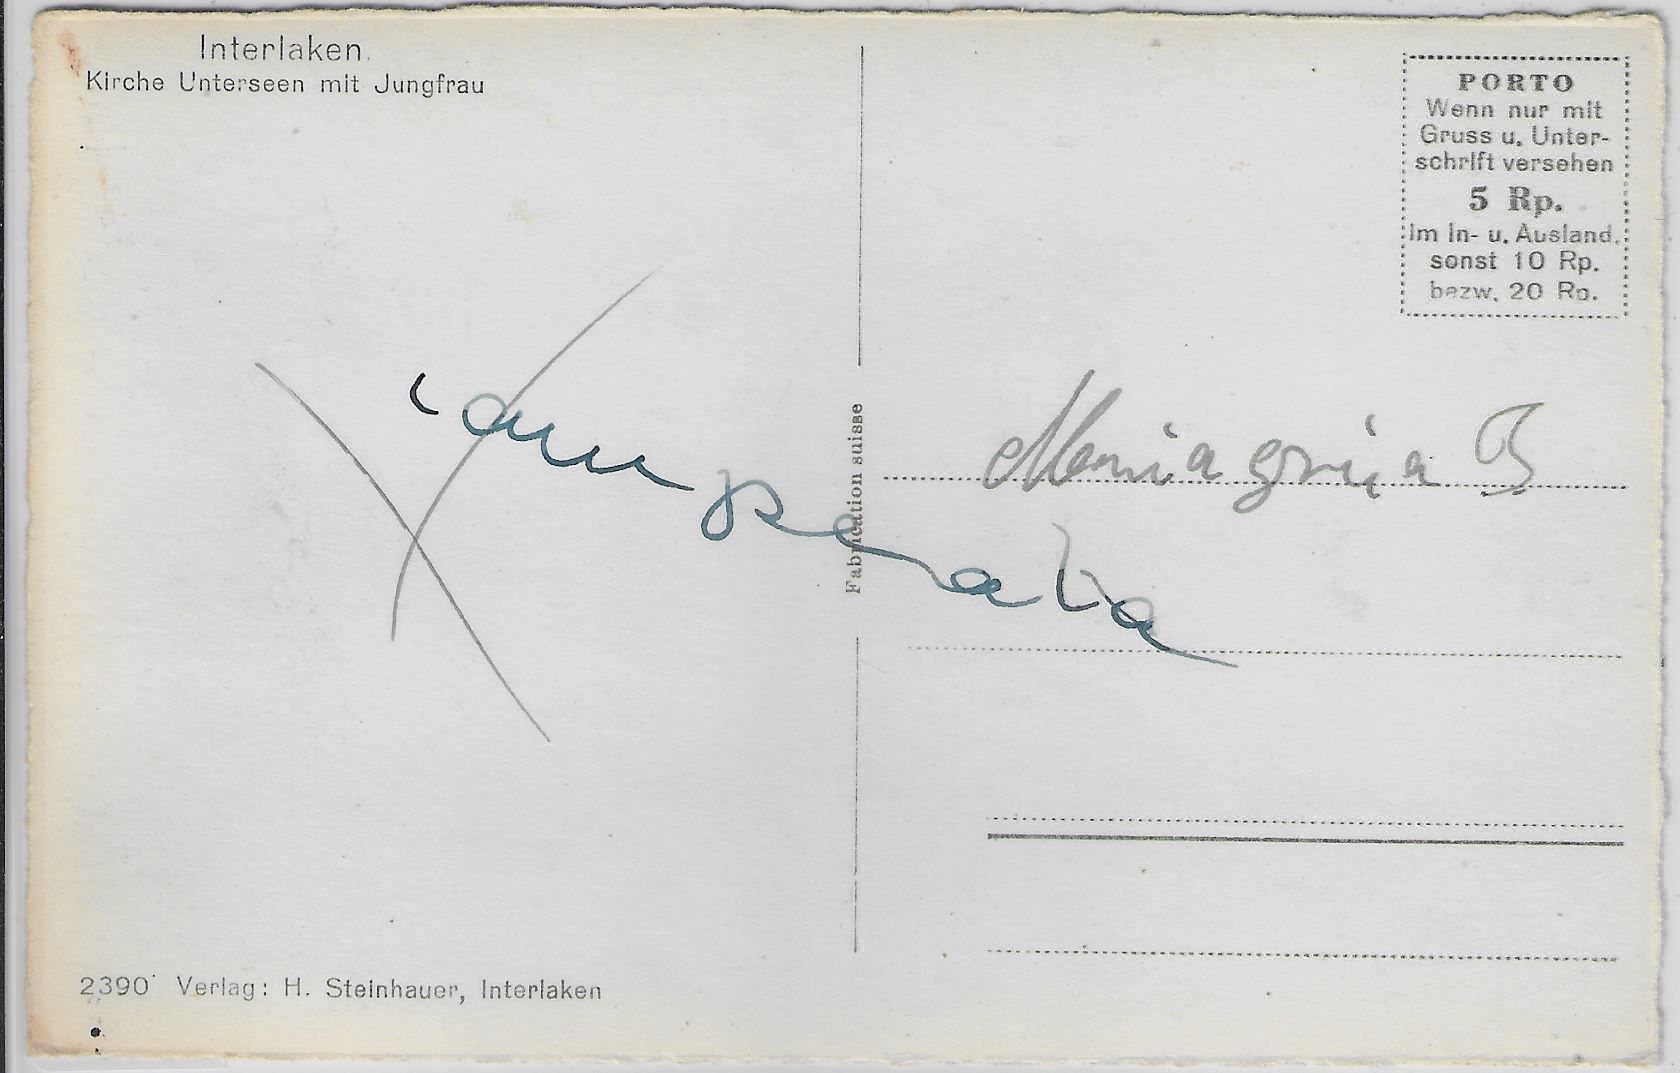 Interlaken.
Kirche Unterseen mit Jungfrau
PORTO
Wenn nur mit
Gruss u. Unter-
schrift versehen
5 Rp.
im In- u. Ausland,
sonst 10 Rp.
bezw. 20 Rp.
B
comperata
Fabrication suisse
2390 Verlag: H. Steinhauer, Interlaken